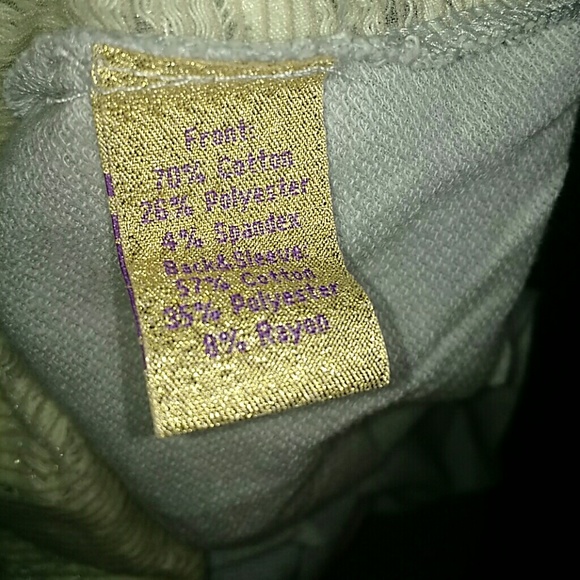 Front:
70% Cotton
26% Polyester
4% Spandex
Back&Sleeve
57% Cotton
35% Polyester
8% Rayon